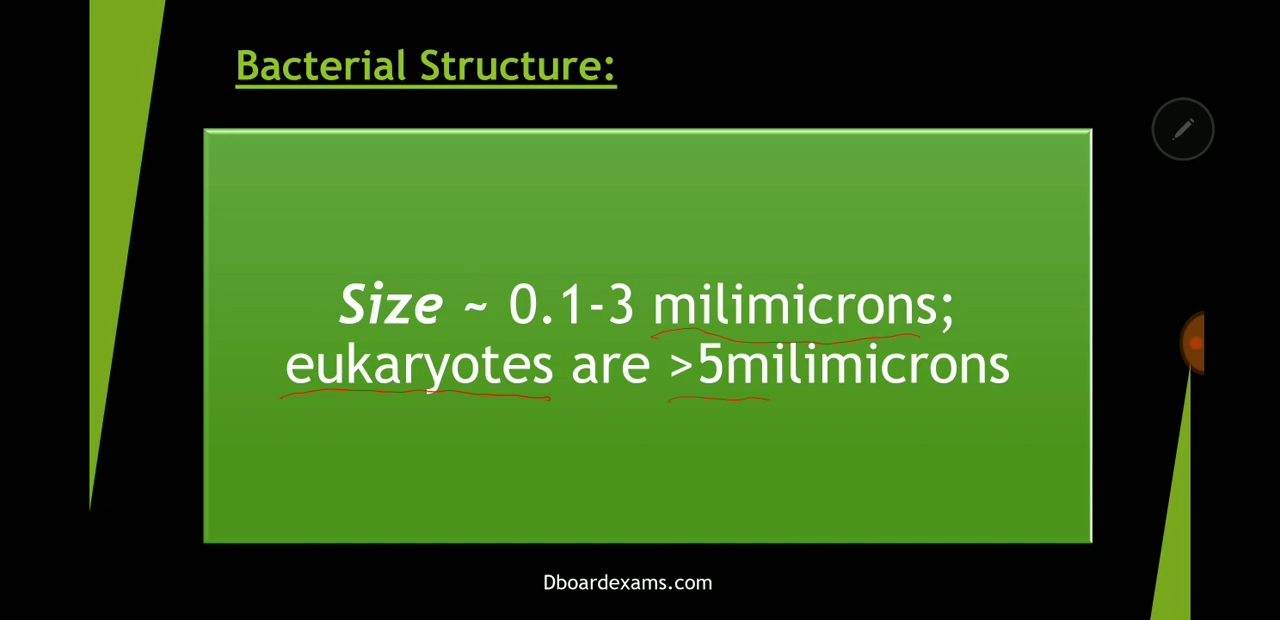 Bacterial Structure:
Size ~ 0.1-3 milimicrons;
eukaryotes are >5milimicrons
Dboardexams.com